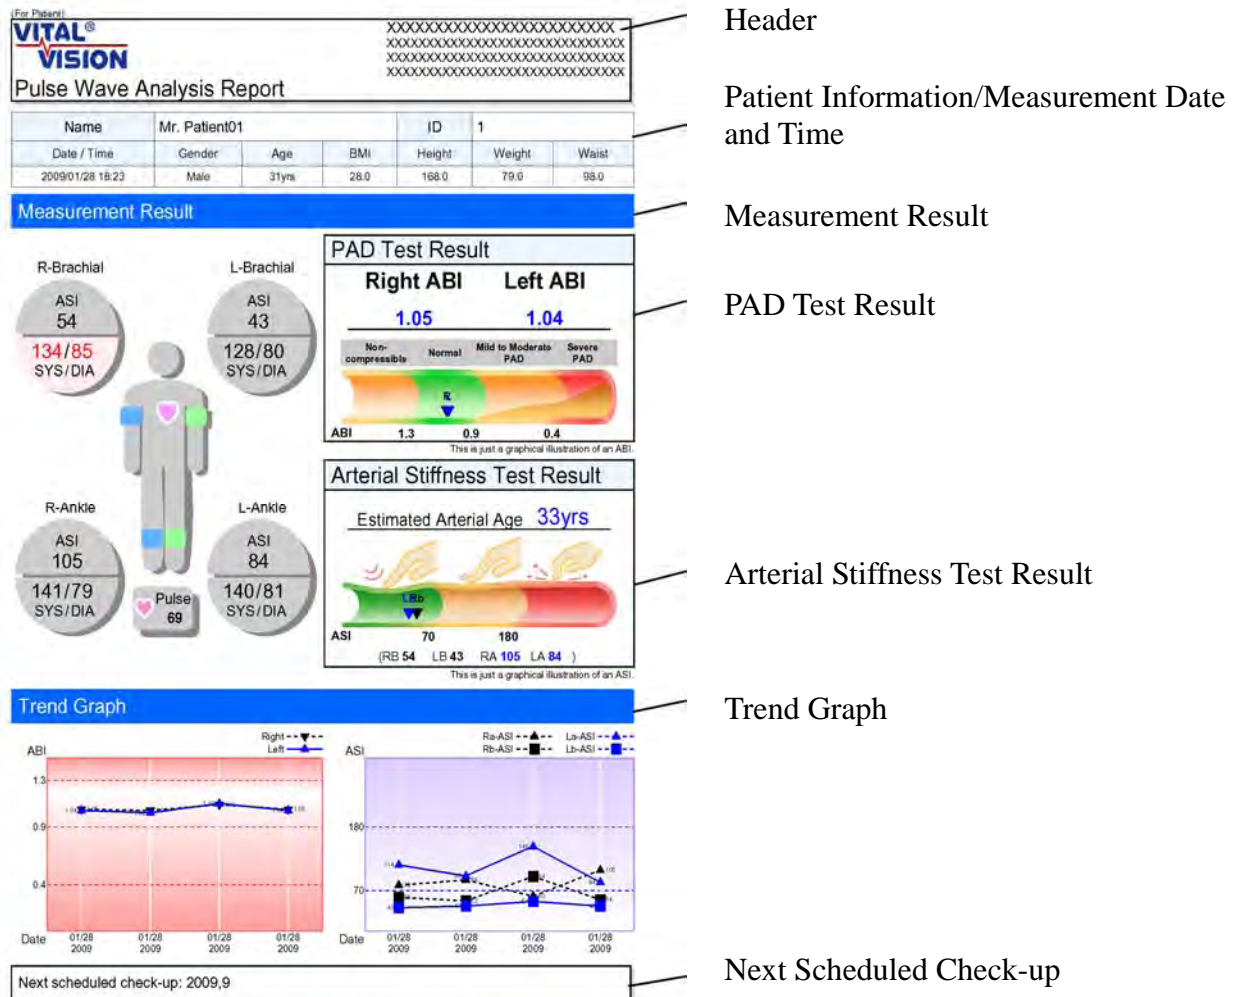 (For Patient)
VITAL®
VISION
Pulse Wave Analysis Report
XXXXXXXXXXXXXXXXXXXXXXXXX
XXXXXXXXXXXXXXXXXXXXXXXXXXXX
XXXXXXXXXXXXXXXXXXXXXXXXXXXX
XXXXXXXXXXXXXXXXXXXXXXXXXXXX
Header
Patient Information/Measurement Date
and Time
Name Mr. Patient01 ID 1
Date / Time Gender Age BMI Height Weight Waist
2009/01/28 16:23 Male 31yrs 28.0 168.0 79.0 98.0
Measurement Result
Measurement Result
R-Brachial
ASI
54
134/85
SYS/DIA
L-Brachial
ASI
43
128/80
SYS/DIA
R-Ankle
ASI
105
141/79
SYS/DIA
L-Ankle
ASI
84
140/81
SYS/DIA
Pulse
69
PAD Test Result
Right ABI Left ABI
1.05 1.04
Non-compressible Normal Mild to Moderate PAD Severe PAD
R
ABI 1.3 0.9 0.4
This is just a graphical illustration of an ABI.
PAD Test Result
Arterial Stiffness Test Result
Estimated Arterial Age 33yrs
ASI 70 180
(RB 54 LB 43 RA 105 LA 84 )
This is just a graphical illustration of an ASI.
Arterial Stiffness Test Result
Trend Graph
Trend Graph
Right
Left
ABI
1.3
0.9
0.4
Date 01/28 01/28 01/28 01/28
2009 2009 2009 2009
Ra-ASI La-ASI
Rb-ASI Lb-ASI
ASI
180
70
Date 01/28 01/28 01/28 01/28
2009 2009 2009 2009
Next scheduled check-up: 2009,9
Next Scheduled Check-up